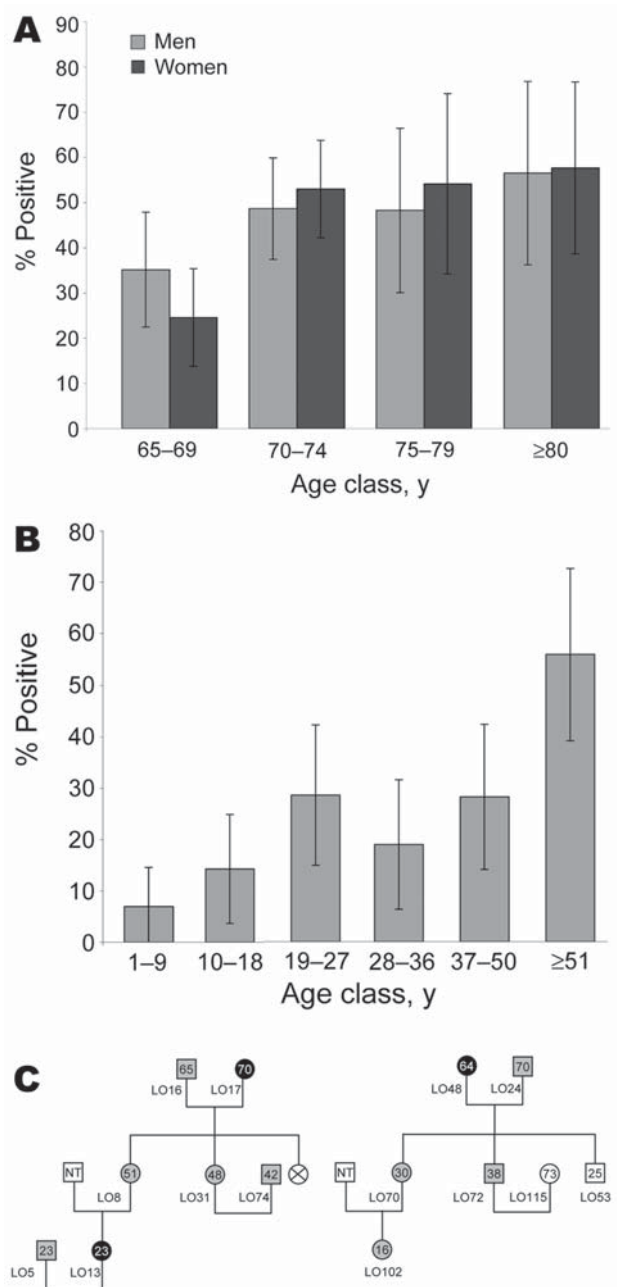 A
90
80
70
60
50
40
30
20
10
0
% Positive
Men
Women
65–69 70–74 75–79 ≥80
Age class, y
B
80
70
60
50
40
30
20
10
0
% Positive
1–9 10–18 19–27 28–36 37–50 ≥51
Age class, y
C
65 70 64 70
LO16 LO17 LO48 LO24
NT 51 48 42 NT 30 38 73 25
LO8 LO31 LO74 LO70 LO72 LO115 LO53
23 23 16
LO5 LO13 LO102